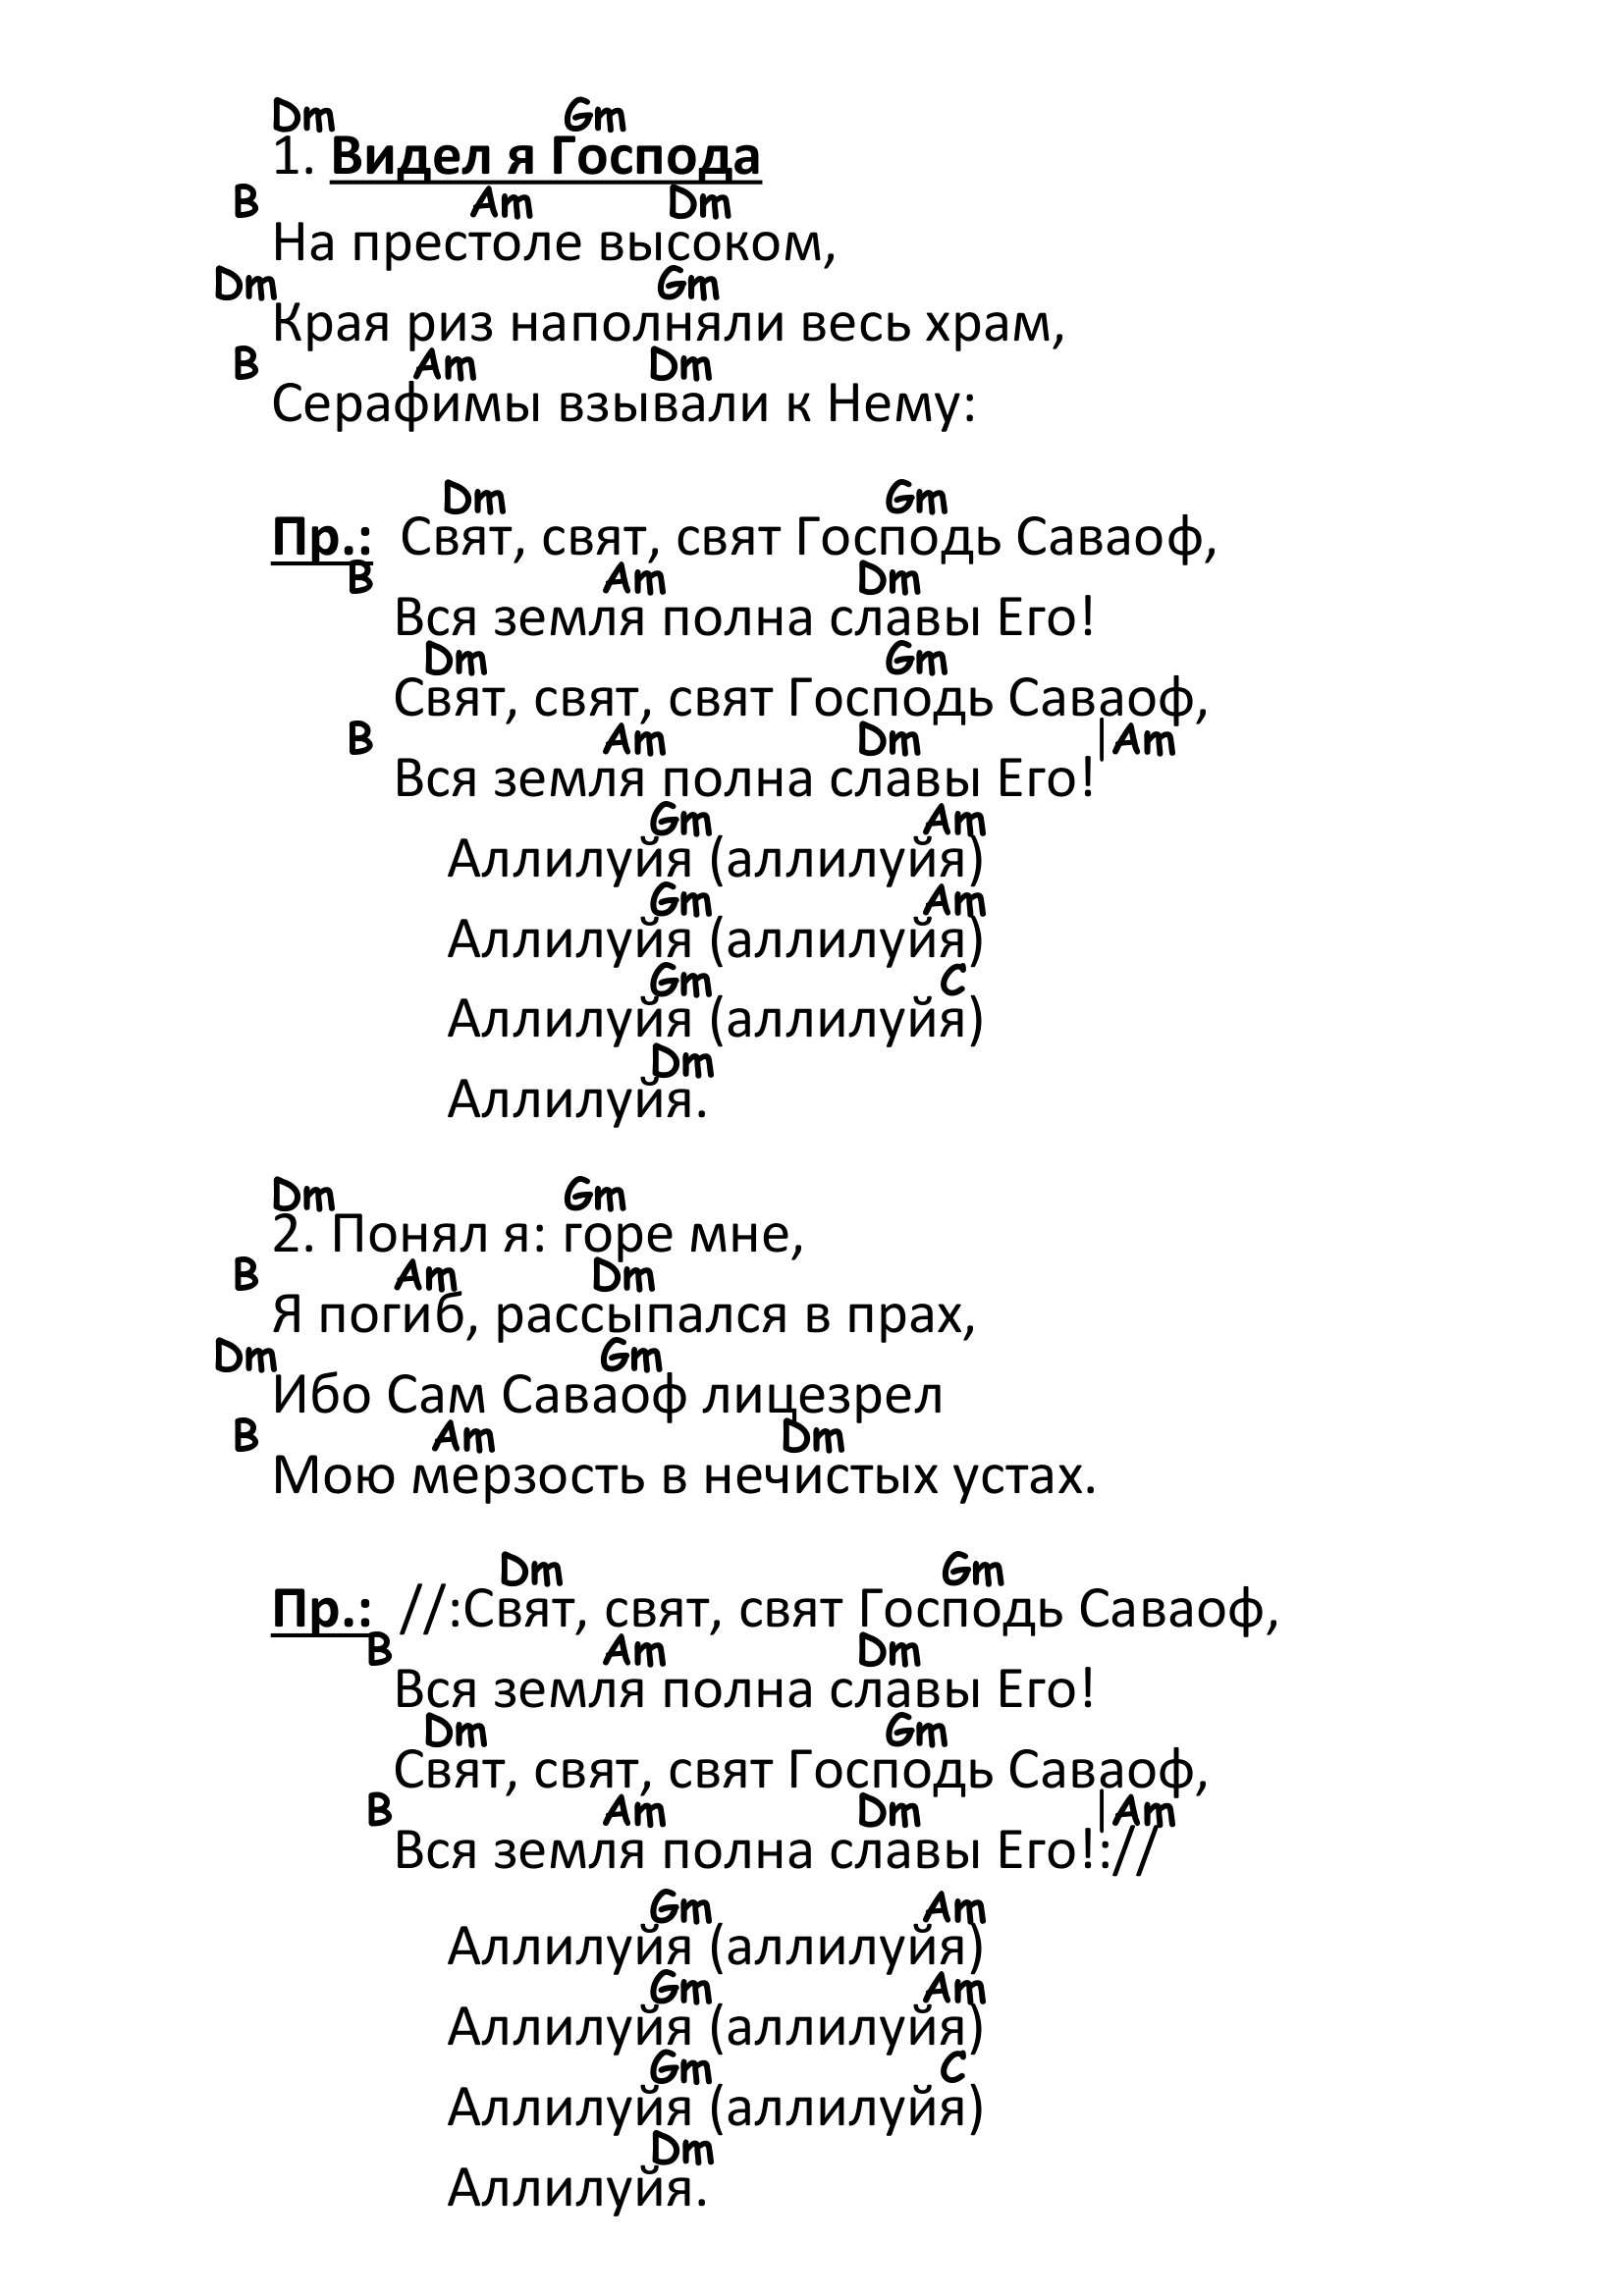 Dm Gm
1. Видел я Господа
B Am Dm
На престоле высоком,
Dm Gm
Края риз наполняли весь храм,
B Am Dm
Серафимы взывали к Нему:
Dm Gm
Пр.: Свят, свят, свят Господь Саваоф,
B Am Dm
Вся земля полна славы Его!
Dm Gm
Свят, свят, свят Господь Саваоф,
B Am Dm |Am
Вся земля полна славы Его!
Gm Am
Аллилуйя (аллилуйя)
Gm Am
Аллилуйя (аллилуйя)
Gm C
Аллилуйя (аллилуйя)
Dm
Аллилуйя.
Dm Gm
2. Понял я: горе мне,
B Am Dm
Я погиб, рассыпался в прах,
Dm Gm
Ибо Сам Саваоф лицезрел
B Am Dm
Мою мерзость в нечистых устах.
Dm Gm
Пр.: //:Свят, свят, свят Господь Саваоф,
B Am Dm
Вся земля полна славы Его!
Dm Gm
Свят, свят, свят Господь Саваоф,
B Am Dm |Am
Вся земля полна славы Его!://
Gm Am
Аллилуйя (аллилуйя)
Gm Am
Аллилуйя (аллилуйя)
Gm C
Аллилуйя (аллилуйя)
Dm
Аллилуйя.